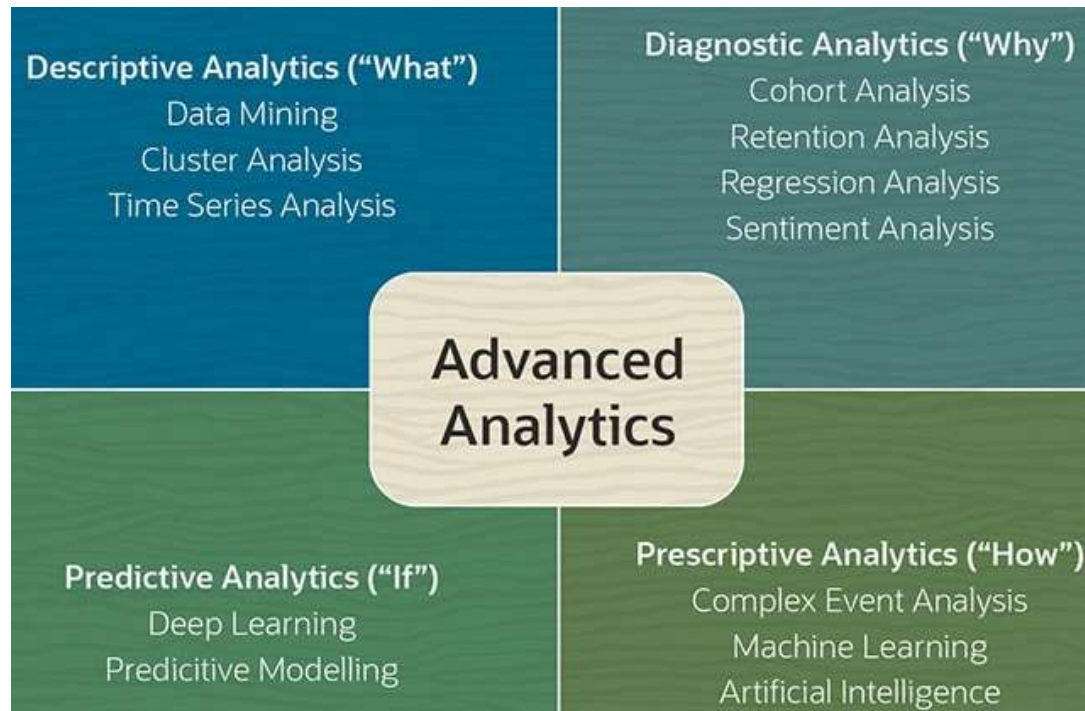 Descriptive Analytics (“What”)
Data Mining
Cluster Analysis
Time Series Analysis
Diagnostic Analytics (“Why”)
Cohort Analysis
Retention Analysis
Regression Analysis
Sentiment Analysis
Advanced
Analytics
Predictive Analytics (“If”)
Deep Learning
Predicitive Modelling
Prescriptive Analytics (“How”)
Complex Event Analysis
Machine Learning
Artificial Intelligence